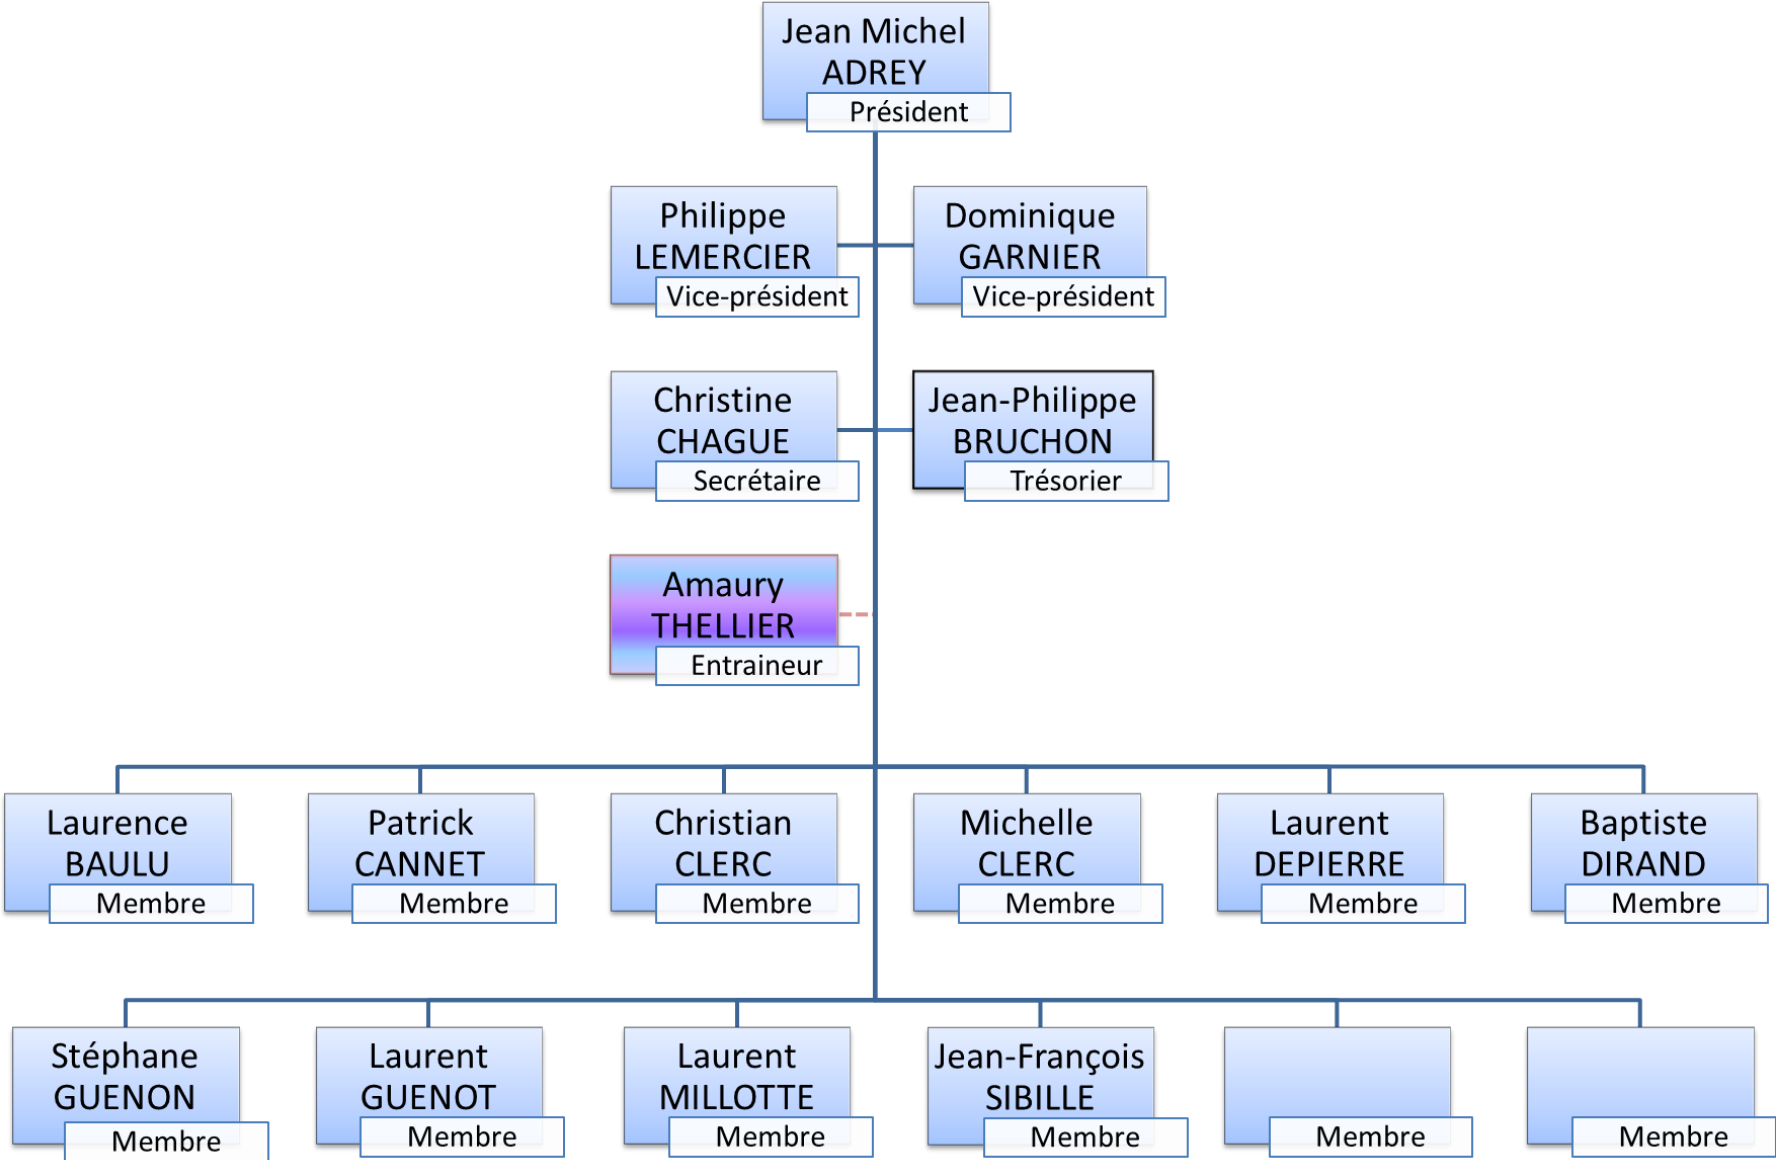 Jean Michel
ADREY
Président
Philippe
LEMERCIER
Vice-président
Dominique
GARNIER
Vice-président
Christine
CHAGUE
Secrétaire
Jean-Philippe
BRUCHON
Trésorier
Amaury
THELLIER
Entraineur
Laurence
BAULU
Membre
Patrick
CANNET
Membre
Christian
CLERC
Membre
Michelle
CLERC
Membre
Laurent
DEPIERRE
Membre
Baptiste
DIRAND
Membre
Stéphane
GUENON
Membre
Laurent
GUENOT
Membre
Laurent
MILLOTTE
Membre
Jean-François
SIBILLE
Membre
Membre
Membre